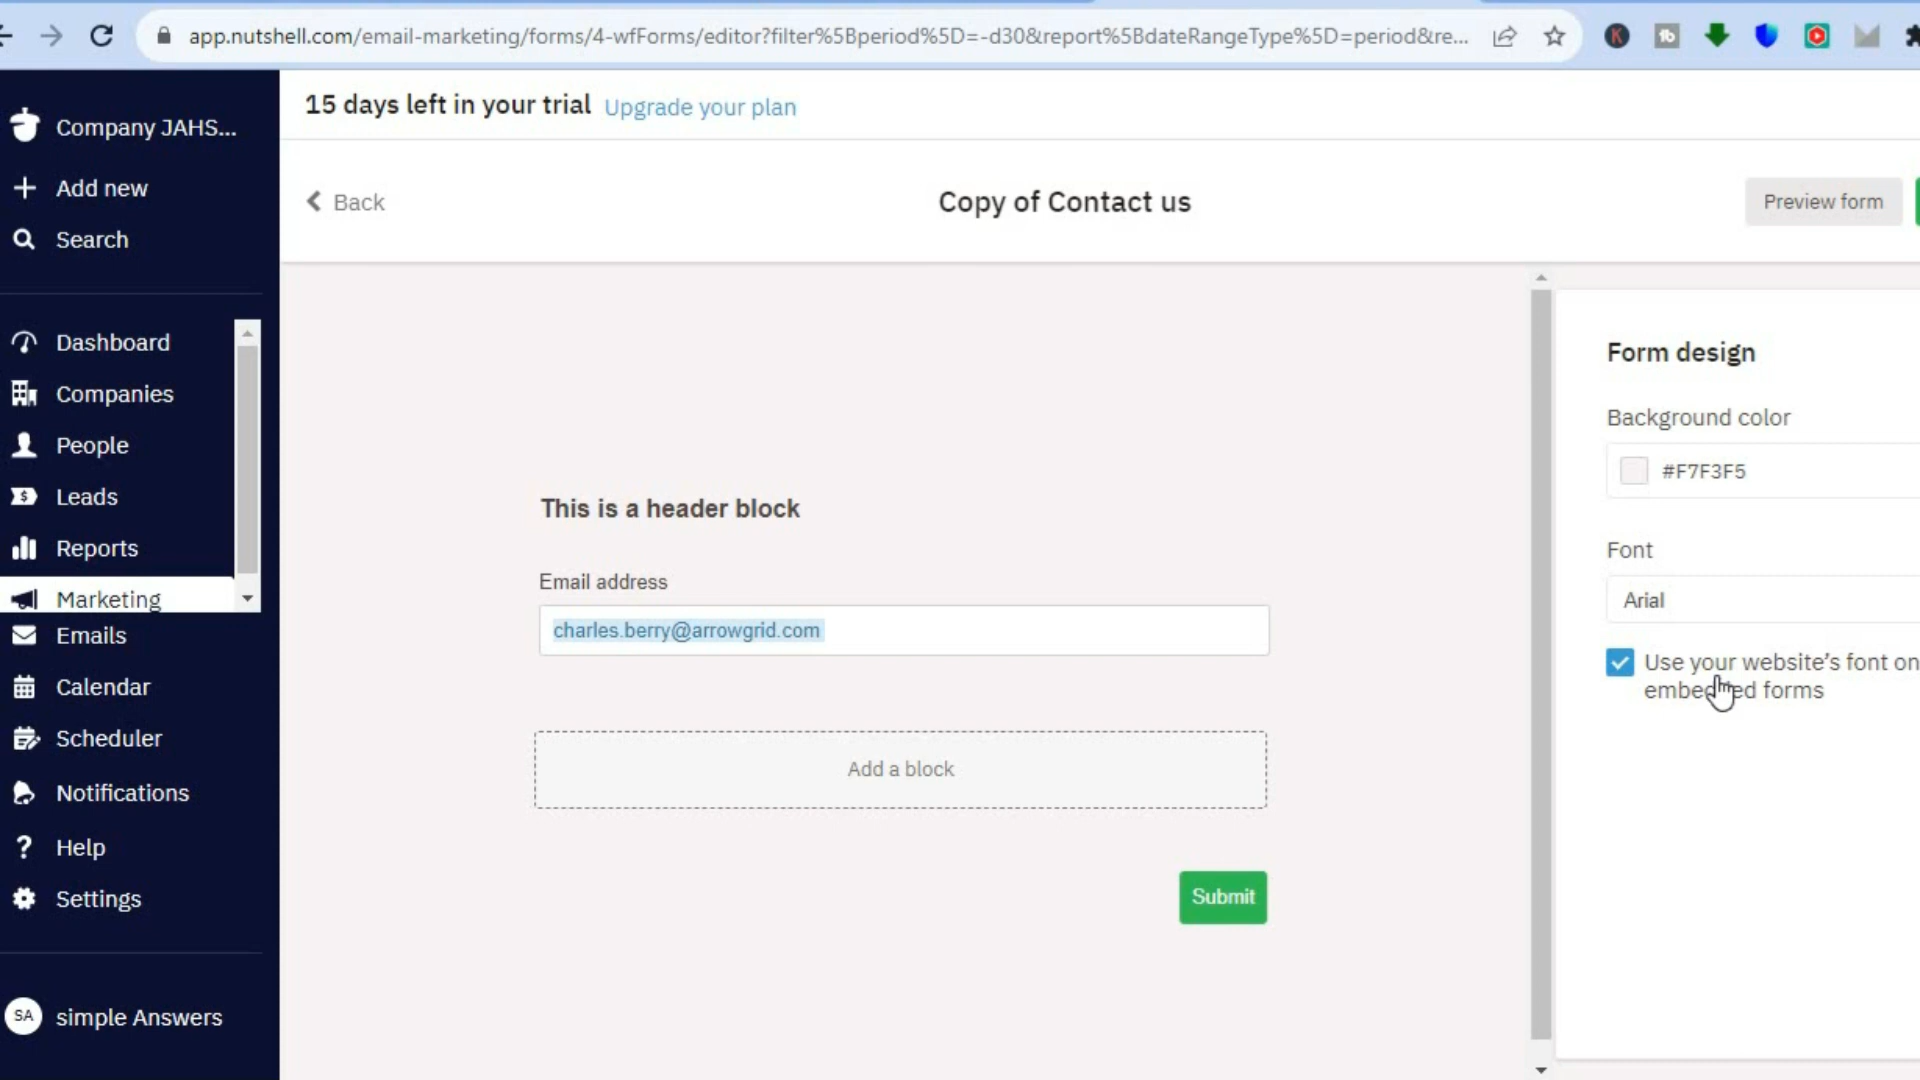 app.nutshell.com/email-marketing/forms/4-wfForms/editor?filter%5Bperiod%5D=-d30&report%5BdateRangeType%5D=period&re...
K
tb
Company JAHS...
Add new
Search
Dashboard
Companies
People
Leads
Reports
Marketing
Emails
Calendar
Scheduler
Notifications
Help
Settings
SA
simple Answers
15 days left in your trial Upgrade your plan
Back
Copy of Contact us
Preview form
This is a header block
Email address
charles.berry@arrowgrid.com
Add a block
Submit
Form design
Background color
#F7F3F5
Font
Arial
Use your website's font on
embedded forms